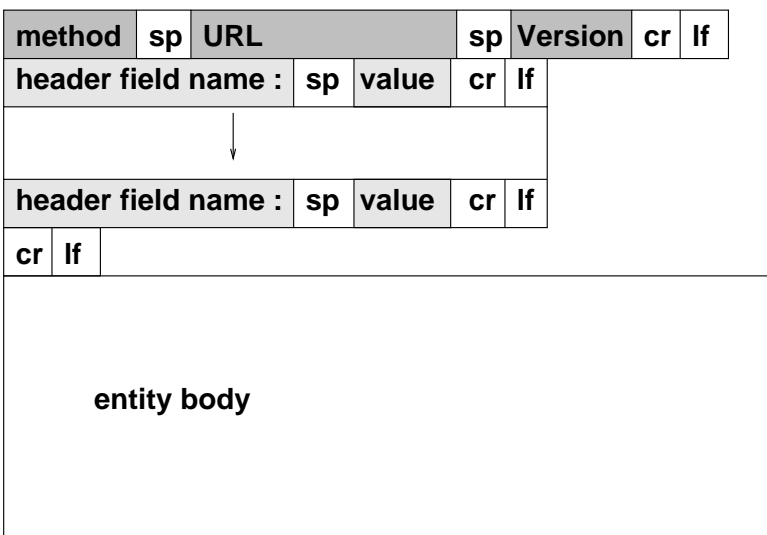 method sp URL sp Version cr lf
header field name : sp value cr lf
header field name : sp value cr lf
cr lf
entity body